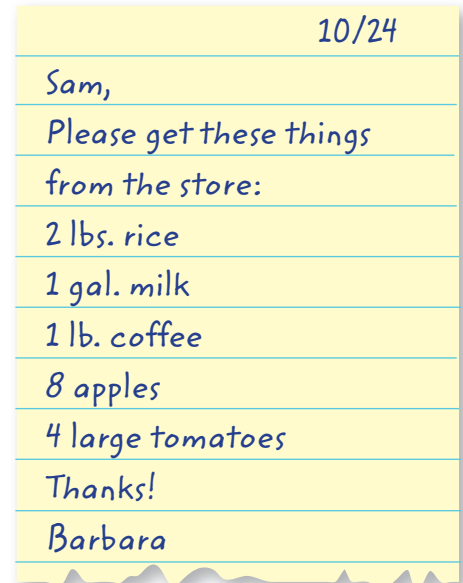 10/24
Sam,
Please get these things
from the store:
2 lbs. rice
1 gal. milk
1 lb. coffee
8 apples
4 large tomatoes
Thanks!
Barbara